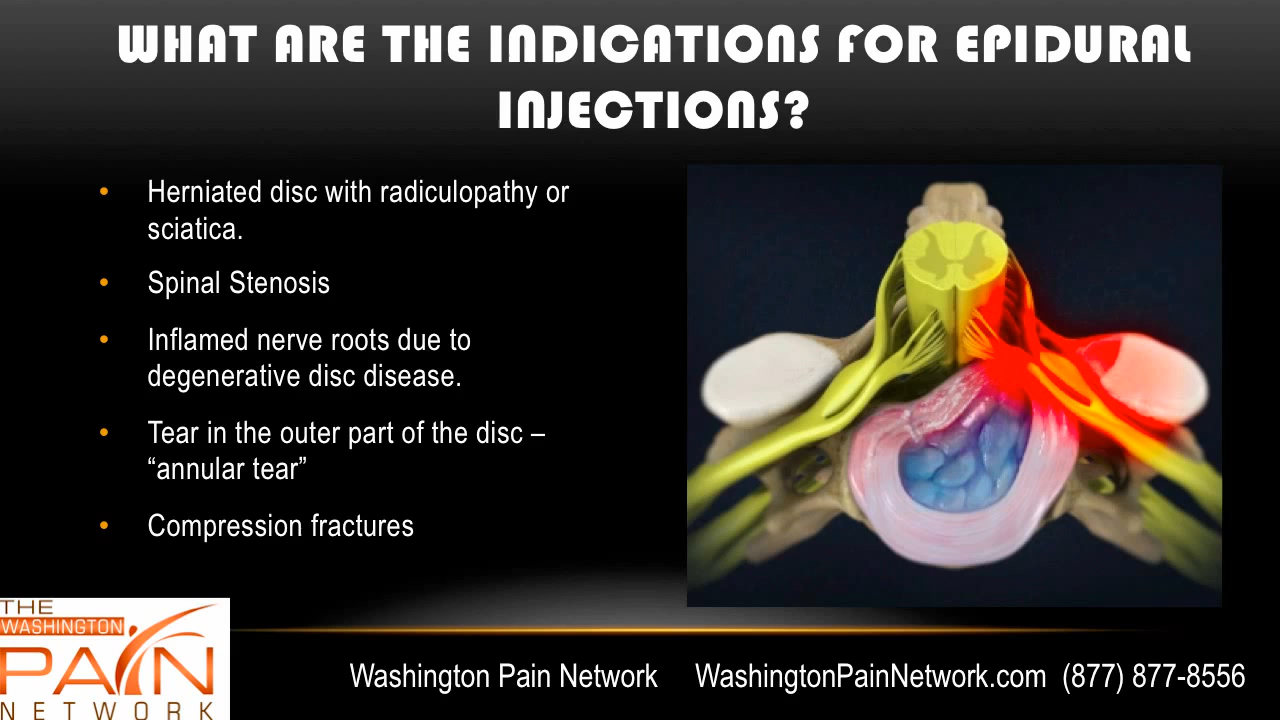 WHAT ARE THE INDICATIONS FOR EPIDURAL
INJECTIONS?
• Herniated disc with radiculopathy or
sciatica.
• Spinal Stenosis
• Inflamed nerve roots due to
degenerative disc disease.
• Tear in the outer part of the disc –
“annular tear”
• Compression fractures
THE
WASHINGTON
PAIN
NETWORK
Washington Pain Network WashingtonPainNetwork.com (877) 877-8556